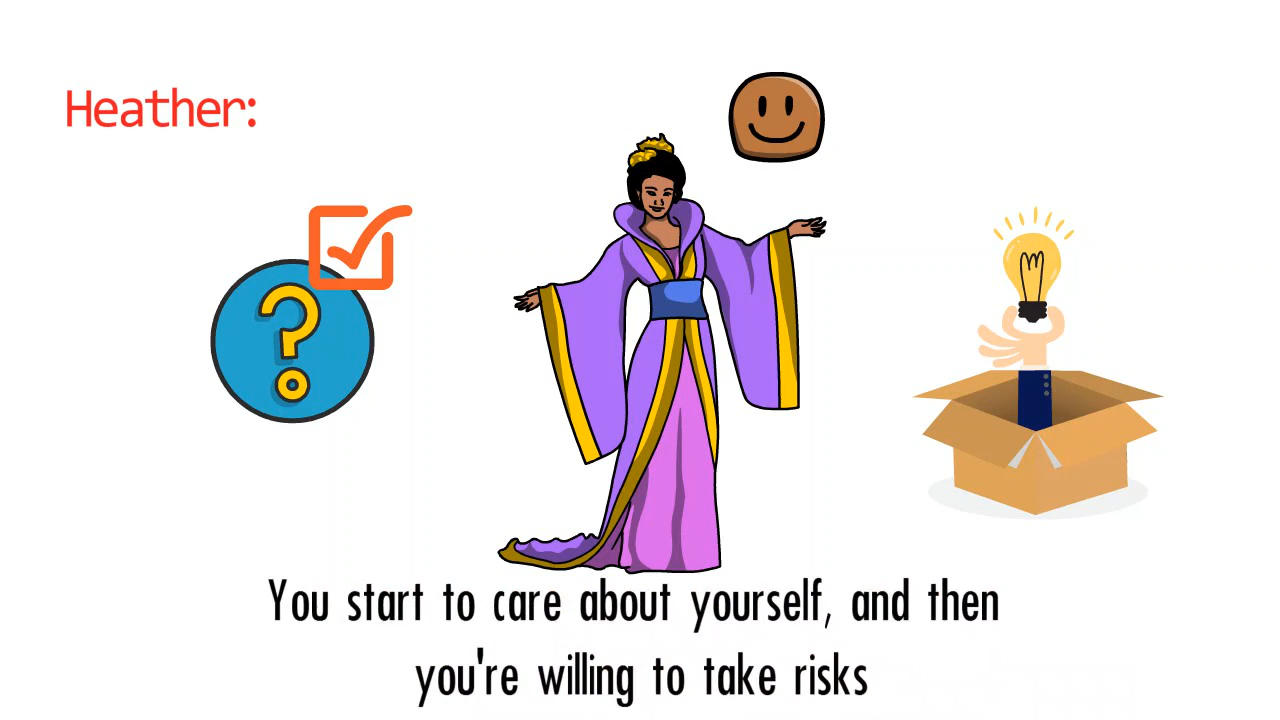 Heather:
You start to care about yourself, and then
you're willing to take risks